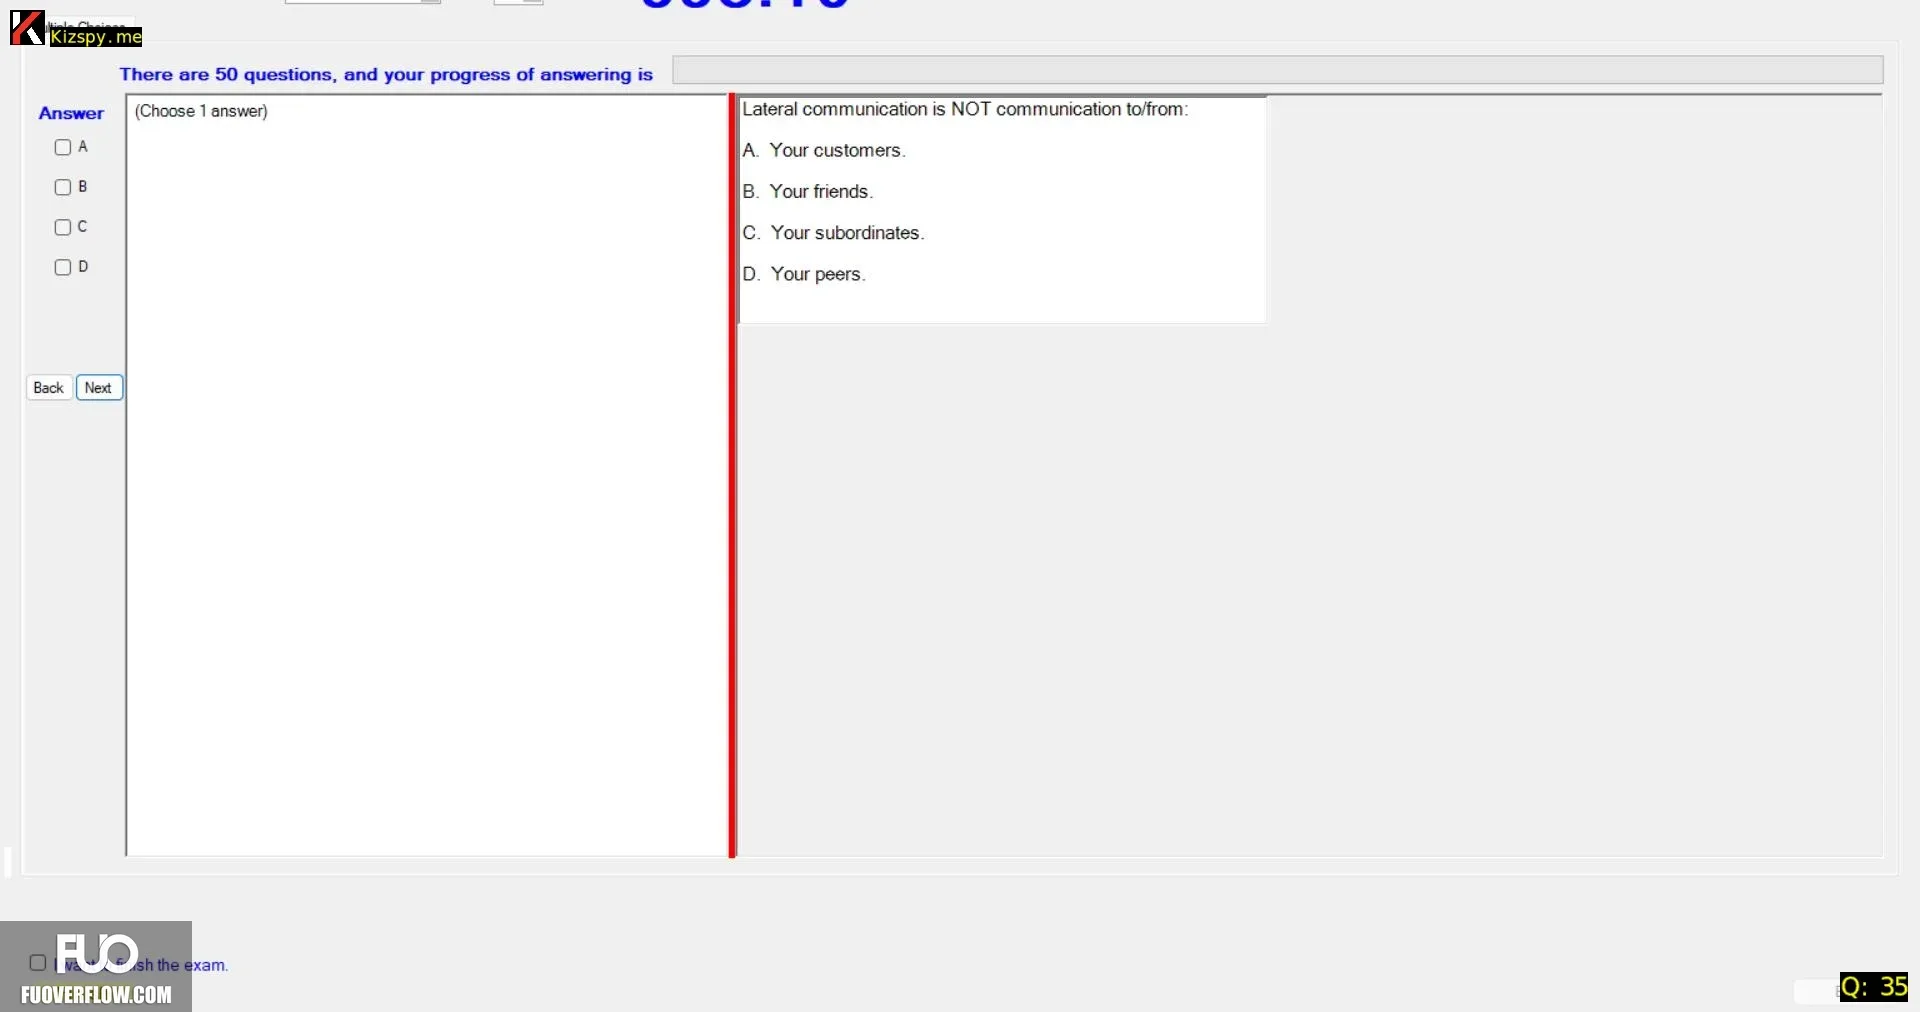 Kizspy.me
There are 50 questions, and your progress of answering is
Answer
(Choose 1 answer)
A
B
C
D
Back
Next
Lateral communication is NOT communication to/from:
A. Your customers.
B. Your friends.
C. Your subordinates.
D. Your peers.
FUO
I want finish the exam.
FUOVERFLOW.COM
Q: 35